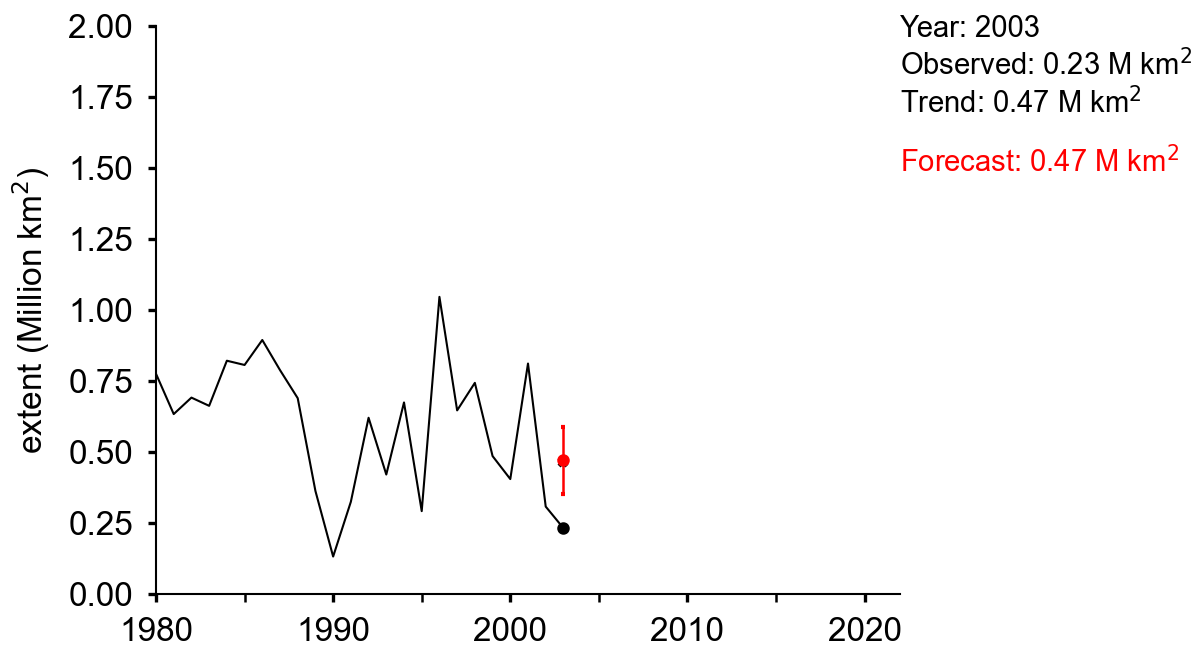 2.00
1.75
1.50
1.25
1.00
0.75
0.50
0.25
0.00
extent (Million km²)
1980
1990
2000
2010
2020
Year: 2003
Observed: 0.23 M km²
Trend: 0.47 M km²
Forecast: 0.47 M km²